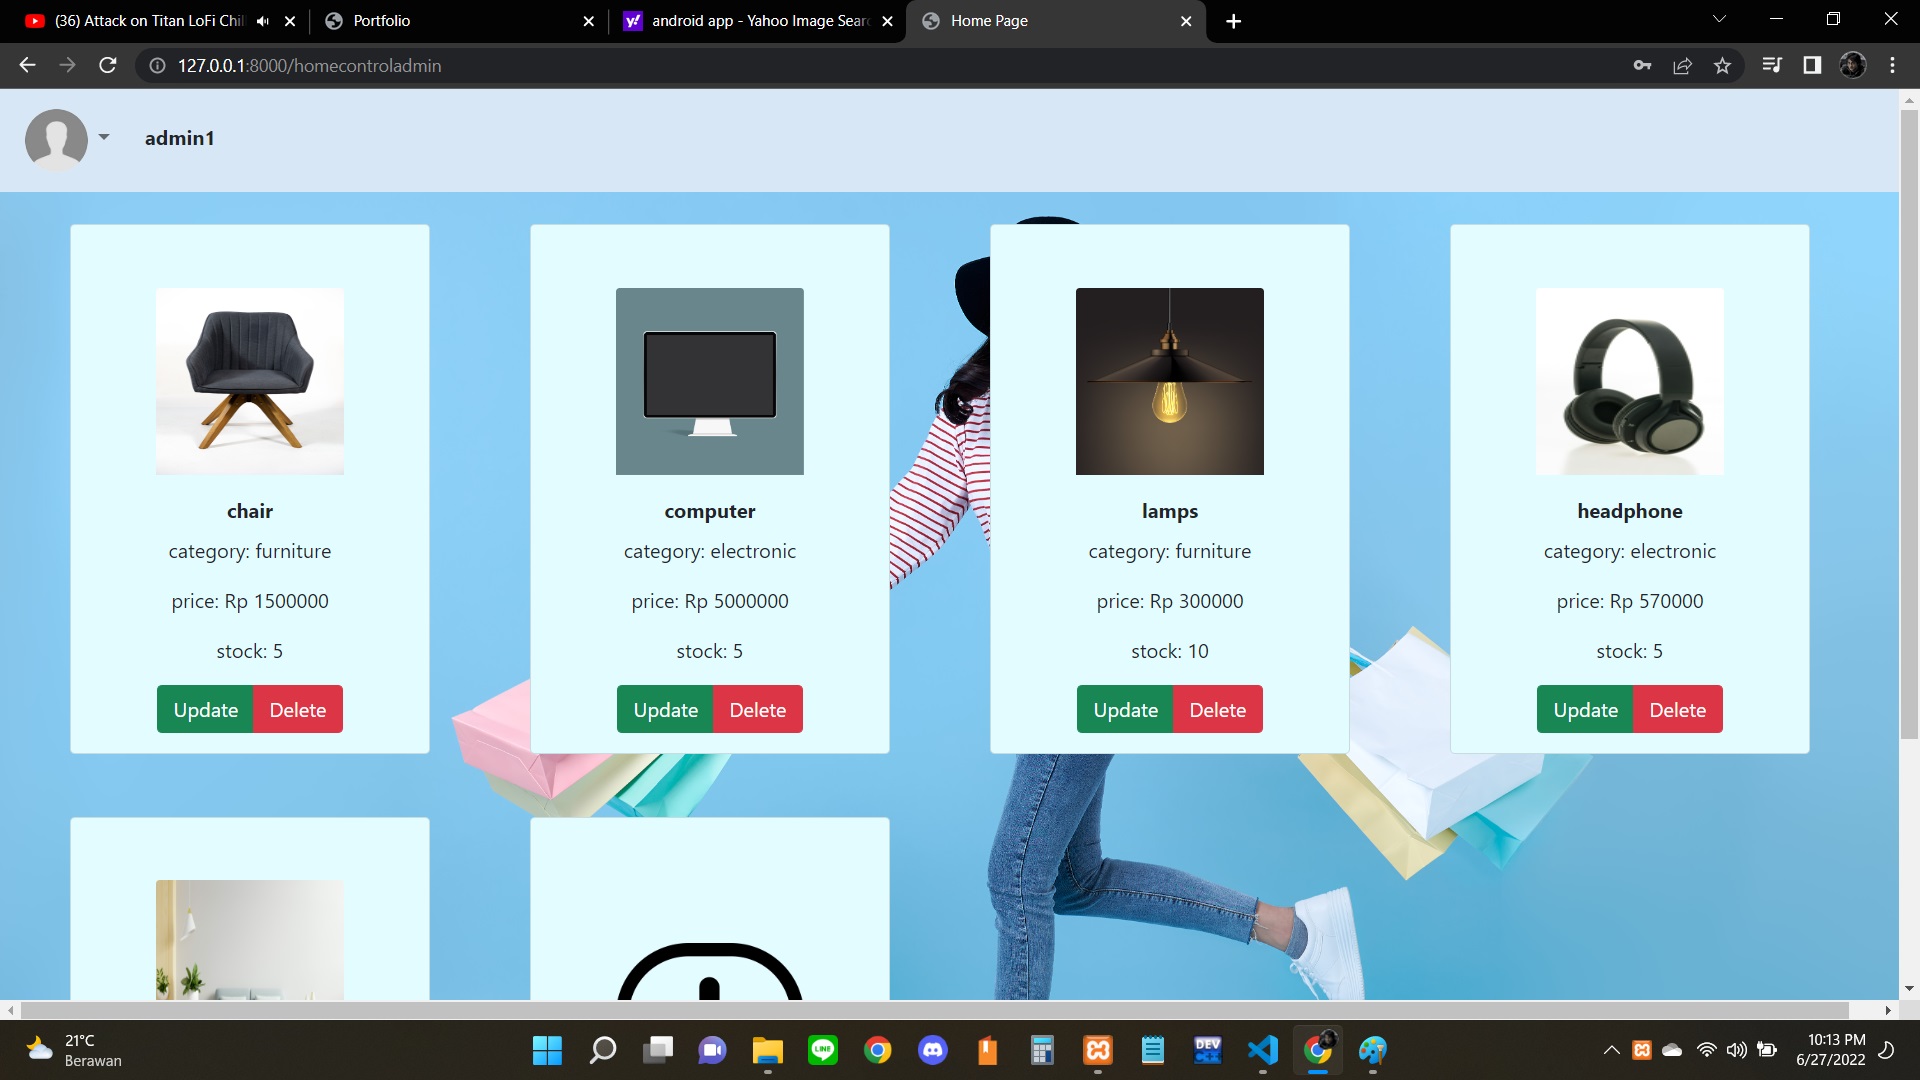 (36) Attack on Titan LoFi Chil
Portfolio
android app - Yahoo Image Searc
Home Page
127.0.0.1:8000/homecontroladmin
admin1
chair
category: furniture
price: Rp 1500000
stock: 5
Update Delete
computer
category: electronic
price: Rp 5000000
stock: 5
Update Delete
lamps
category: furniture
price: Rp 300000
stock: 10
Update Delete
headphone
category: electronic
price: Rp 570000
stock: 5
Update Delete
21°C
Berawan
LINE
DEV
C++
10:13 PM
6/27/2022